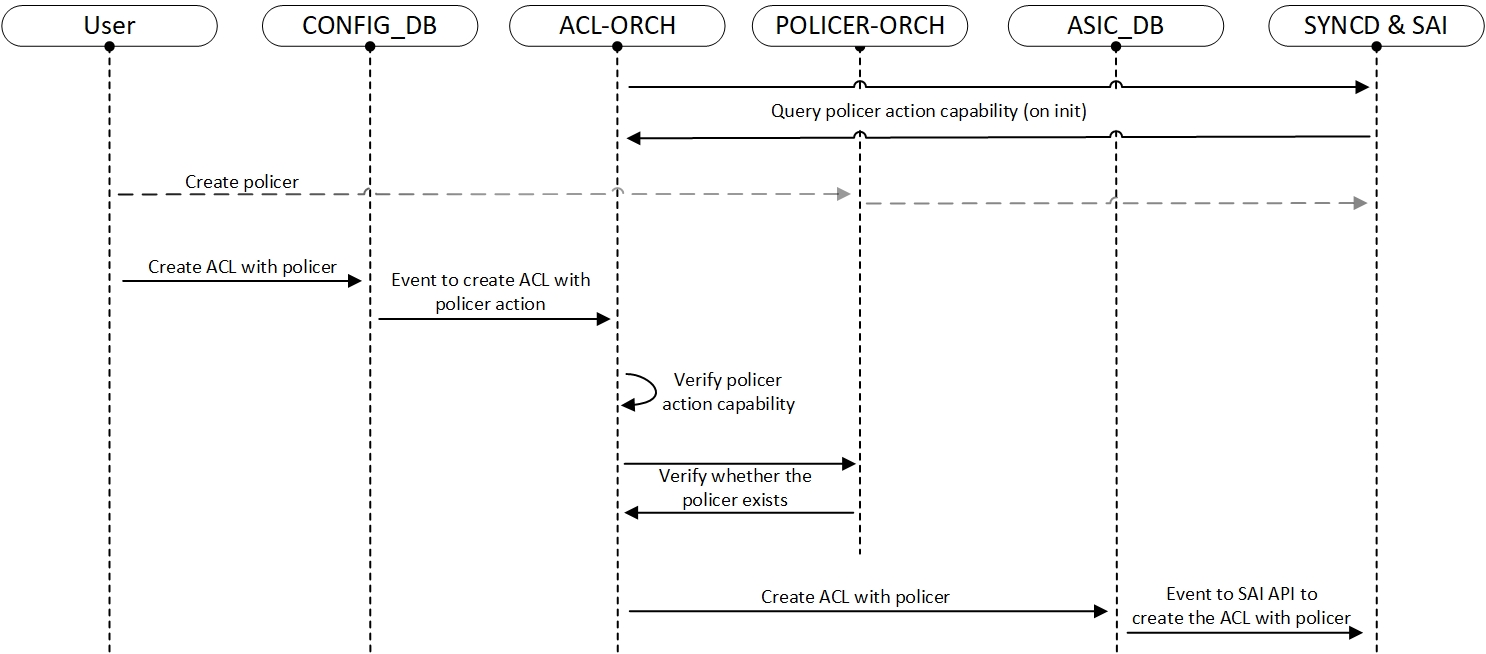 User
CONFIG_DB
ACL-ORCH
POLICER-ORCH
ASIC_DB
SYNCD & SAI
Query policer action capability (on init)
Create policer
Create ACL with policer
Event to create ACL with
policer action
Verify policer
action capability
Verify whether the
policer exists
Create ACL with policer
Event to SAI API to
create the ACL with policer